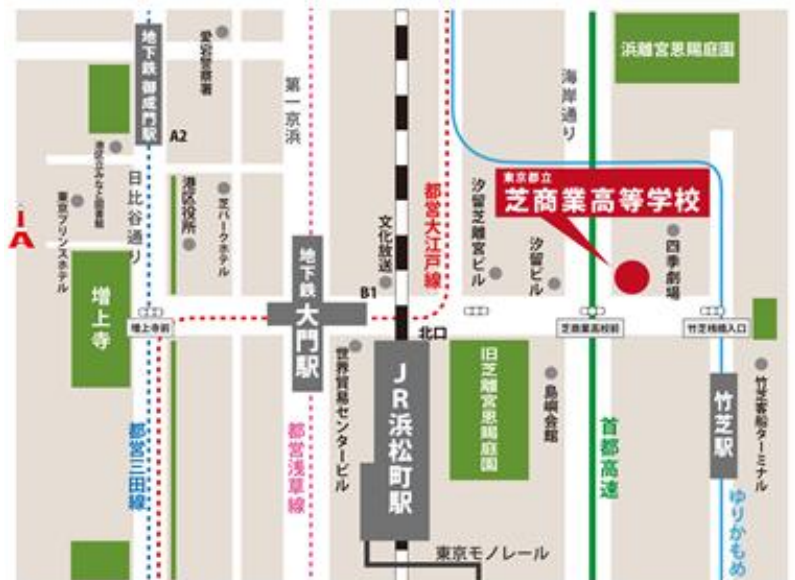 地下鉄 御成門駅
愛宕警察署
第一京浜
海岸通り
浜離宮恩賜庭園
A2
港区立みなと図書館
日比谷通り
東京プリンスホテル
港区役所
芝パークホテル
都営大江戸線
汐留芝離宮ビル
東京都立
芝商業高等学校
汐留ビル
四季劇場
文化放送
A
地下鉄 大門駅
B1
増上寺
増上寺前
北口
芝商業高校前
竹芝桟橋入口
世界貿易センタービル
JR浜松町駅
旧芝離宮恩賜庭園
島嶼会館
竹芝駅
竹芝客船ターミナル
都営三田線
都営浅草線
首都高速
ゆりかもめ
東京モノレール